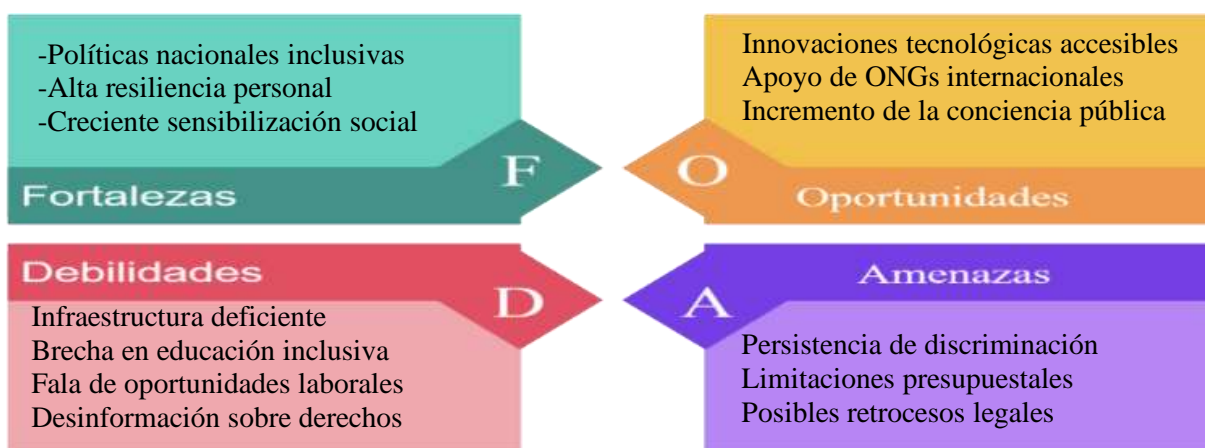 -Políticas nacionales inclusivas
-Alta resiliencia personal
-Creciente sensibilización social
F
Fortalezas
Innovaciones tecnológicas accesibles
Apoyo de ONGs internacionales
Incremento de la conciencia pública
O
Oportunidades
Debilidades
D
Infraestructura deficiente
Brecha en educación inclusiva
Fala de oportunidades laborales
Desinformación sobre derechos
Amenazas
A
Persistencia de discriminación
Limitaciones presupuestales
Posibles retrocesos legales